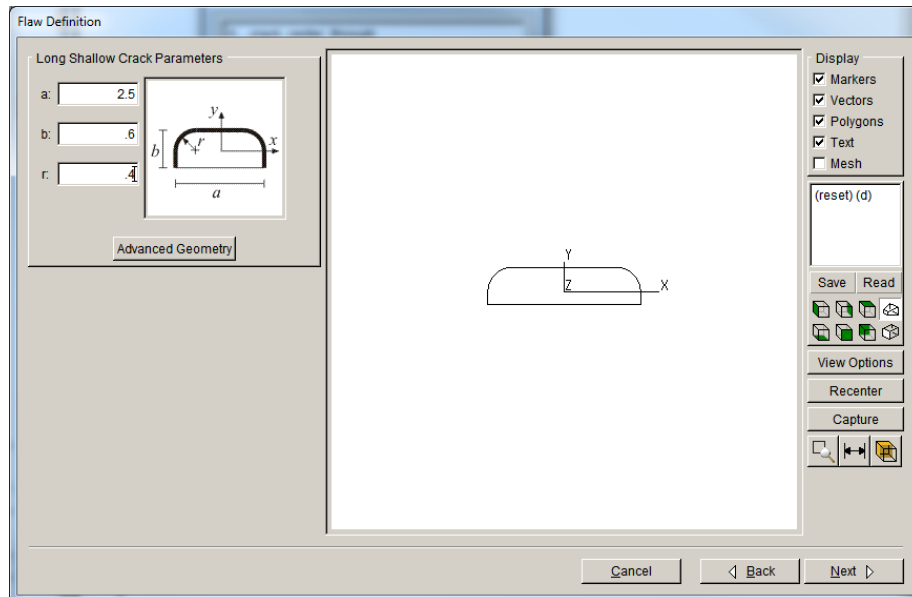 Flaw Definition
Long Shallow Crack Parameters
a: 2.5
b: .6
r: .4
y
x
r
b
a
Advanced Geometry
Y
Z
X
Display
Markers
Vectors
Polygons
Text
Mesh
(reset) (d)
Save Read
View Options
Recenter
Capture
Cancel
Back
Next